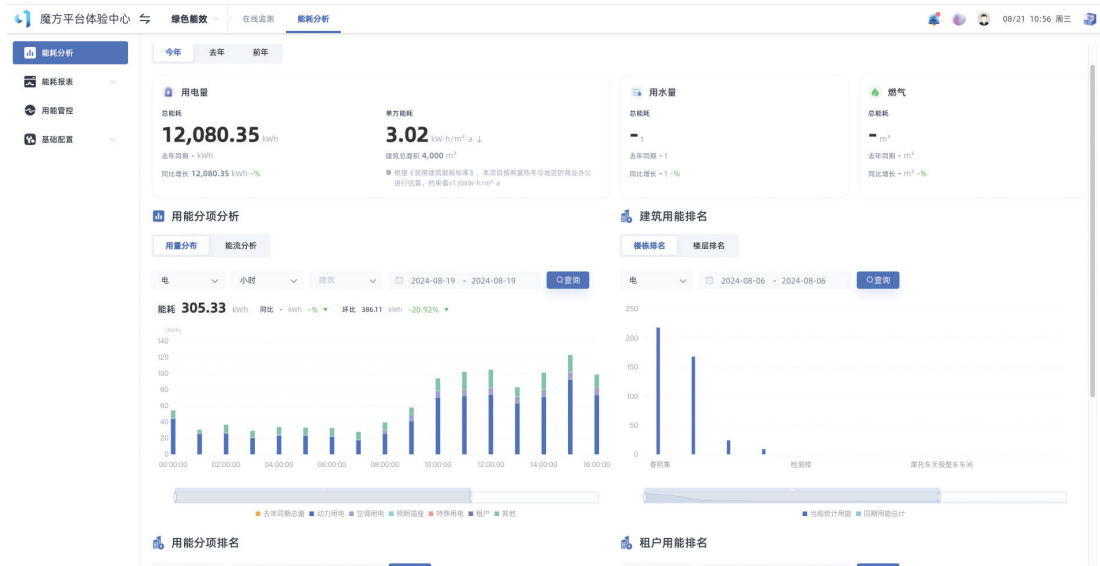 魔方平台体验中心 绿色能效 在线监测 能耗分析 08/21 10:56 周三
能耗分析
能耗报表
用能管控
基础配置
今年 去年 前年
用电量
总能耗
12,080.35 kWh
去年同期 - kWh
同比增长 12,080.35 kWh -%
单方能耗
3.02 kW·h/m²·a ↓
建筑总面积 4,000 m²
根据《民用建筑能耗标准》，本项目按照夏热冬冷地区的商业办公
进行估算，约束值=130kW·h/m²·a
用水量
总能耗
- t
去年同期 - t
同比增长 - t -%
燃气
总能耗
- m³
去年同期 - m³
同比增长 - m³ -%
用能分项分析
用量分布 能流分析
电 小时 建筑 2024-08-19 - 2024-08-19 查询
能耗 305.33 kWh 同比 - kWh -% ▼ 环比 386.11 kWh -20.92% ▼
(kWh)
140
120
100
80
60
40
20
0
00:00:00 02:00:00 04:00:00 06:00:00 08:00:00 10:00:00 12:00:00 14:00:00 16:00:00
去年同期总量 动力用电 空调用电 照明插座 特殊用电 租户 其他
建筑用能排名
楼栋排名 楼层排名
电 2024-08-06 - 2024-08-06 查询
250
200
150
100
50
0
春熙集 检测楼 摩托车无极整车车间
当前统计用能 同期用能总计
用能分项排名
租户用能排名